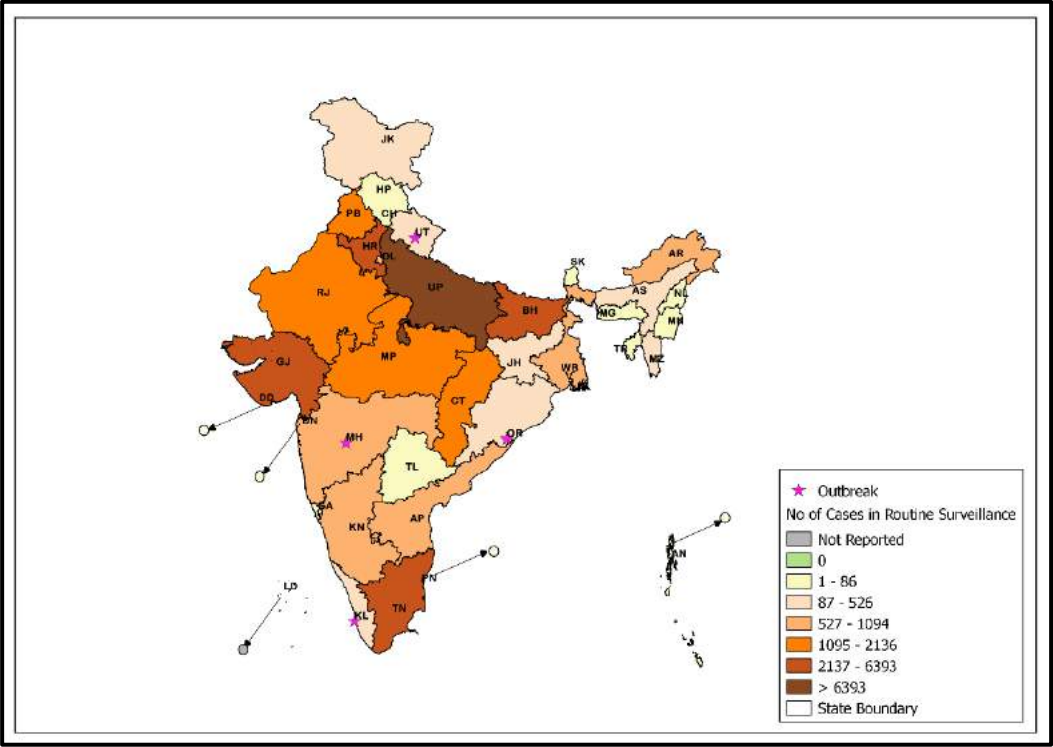 JK
HP
PB
CH
UT
HR
DL
SK
AR
UP
AS
NL
RJ
BH
MG
MN
TR
MP
JH
MZ
GJ
WB
CT
DD
DN
MH
OR
TL
GA
AP
KN
AN
PN
LD
KL
TN
Outbreak
No of Cases in Routine Surveillance
Not Reported
0
1 - 86
87 - 526
527 - 1094
1095 - 2136
2137 - 6393
> 6393
State Boundary